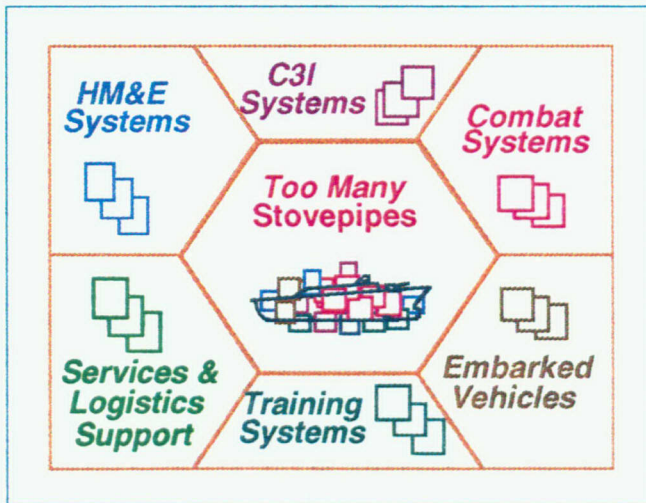 HM&E
Systems
C3I
Systems
Combat
Systems
Too Many
Stovepipes
Services &
Logistics
Support
Training
Systems
Embarked
Vehicles